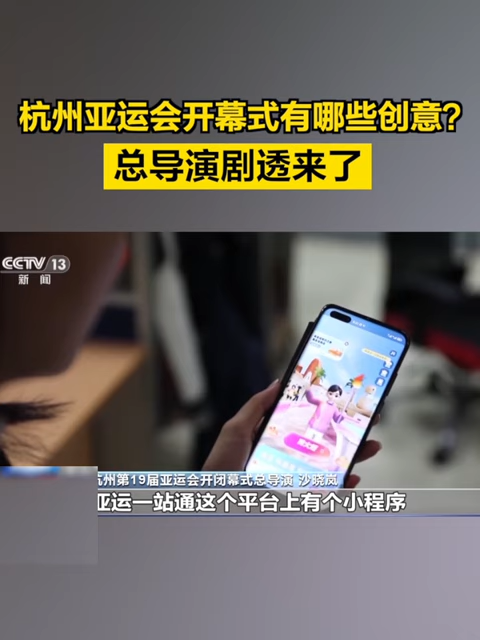 杭州亚运会开幕式有哪些创意?
总导演剧透来了
CCTV 13
新闻
杭州第19届亚运会开闭幕式总导演 沙晓岚
亚运一站通这个平台上有个小程序